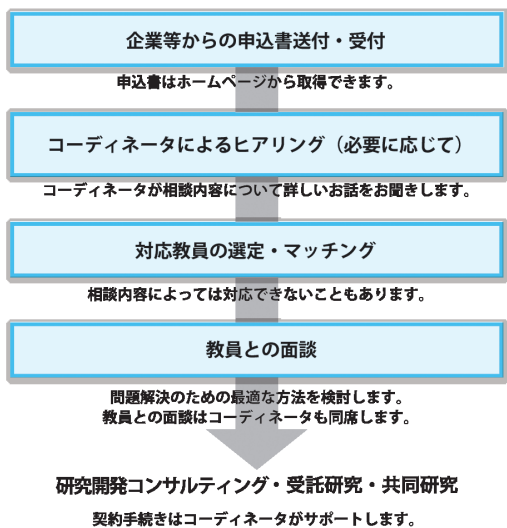 企業等からの申込書送付・受付
申込書はホームページから取得できます。
コーディネータによるヒアリング（必要に応じて）
コーディネータが相談内容について詳しいお話をお聞きします。
対応教員の選定・マッチング
相談内容によっては対応できないこともあります。
教員との面談
問題解決のための最適な方法を検討します。
教員との面談はコーディネータも同席します。
研究開発コンサルティング・受託研究・共同研究
契約手続きはコーディネータがサポートします。